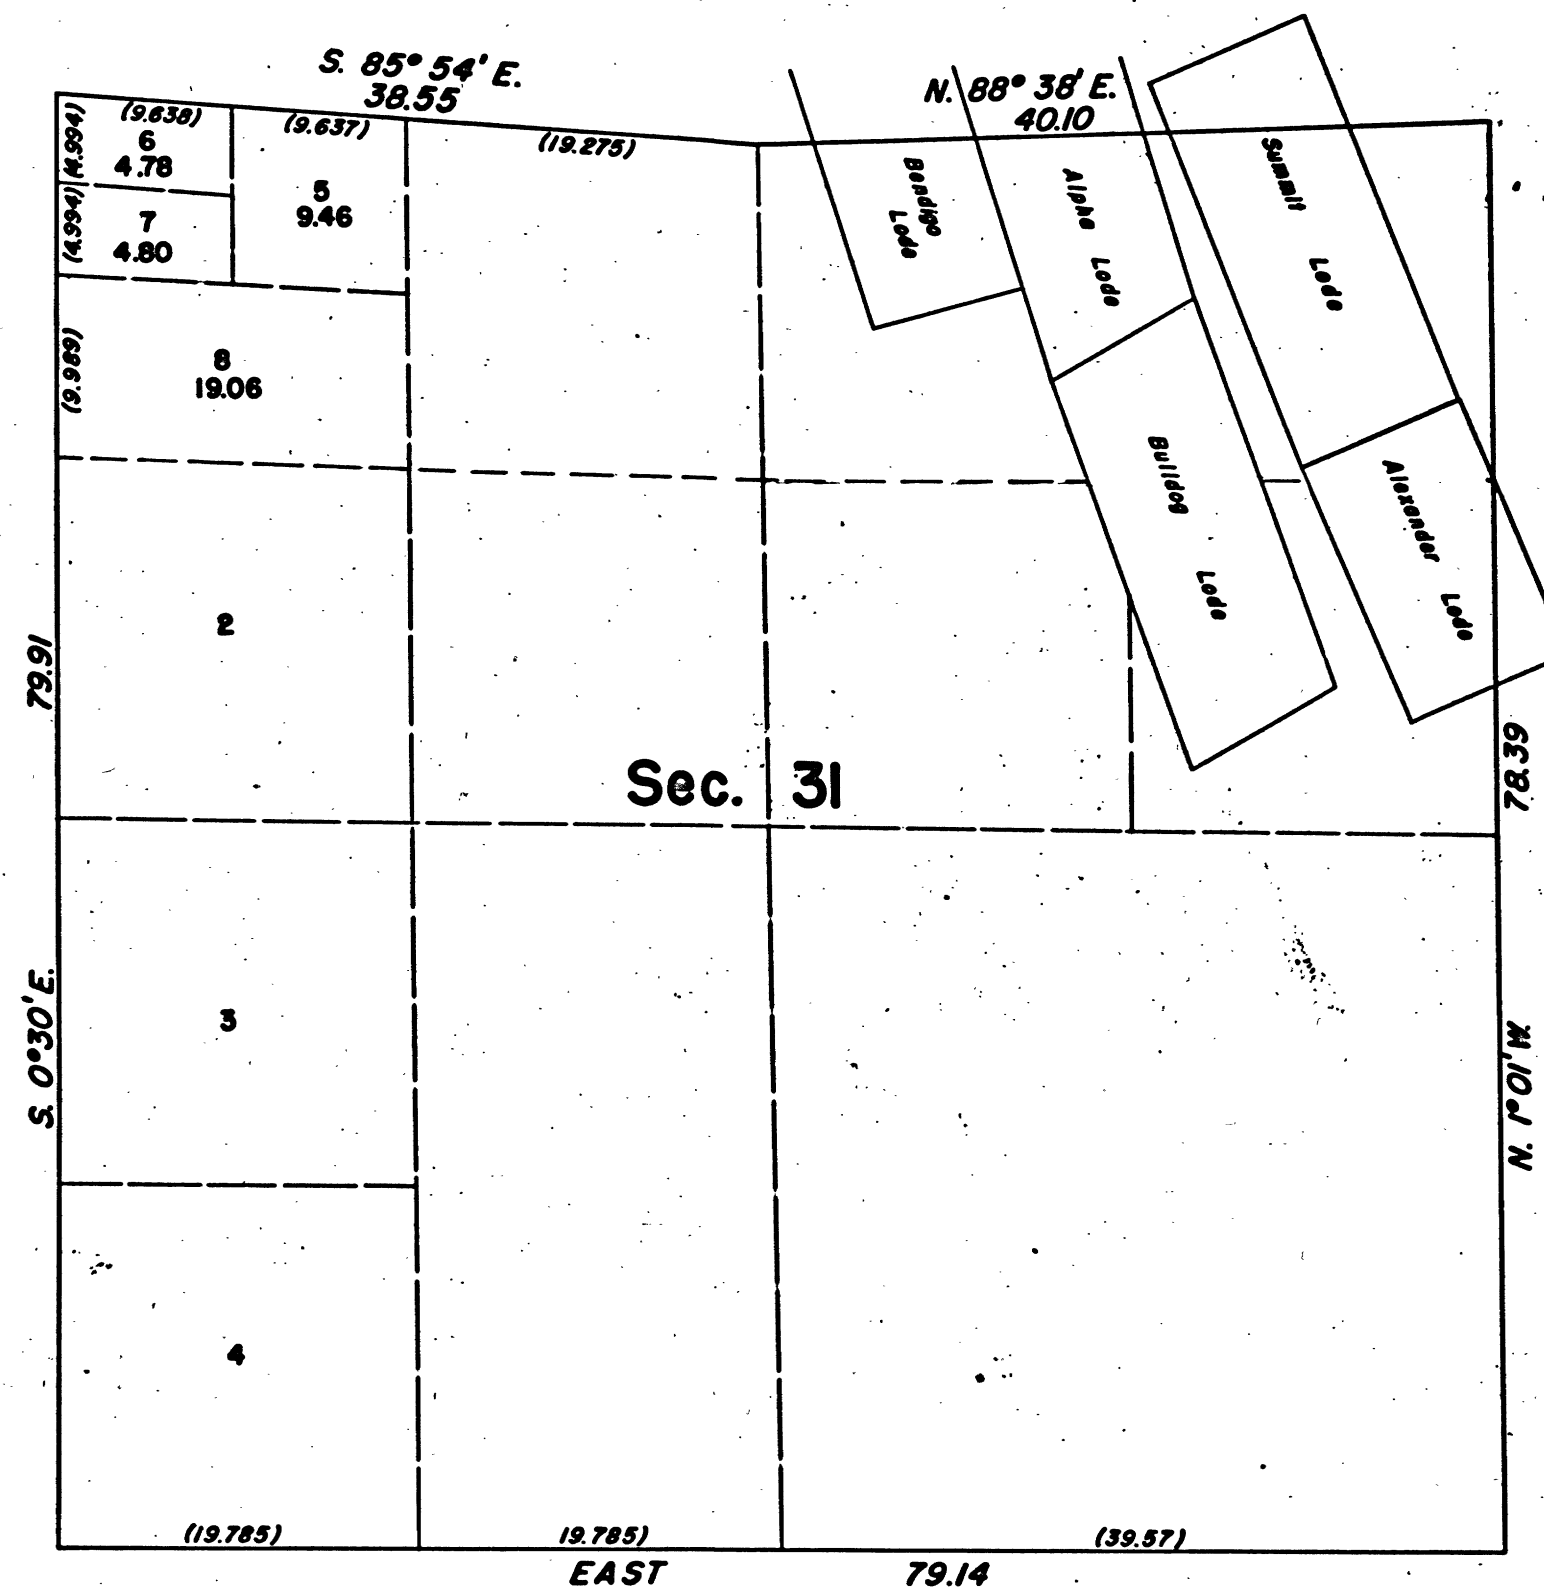 S. 85° 54' E.
38.55
N. 88° 38' E.
40.10
(9.638)
(9.637)
(19.275)
(4.994)
6
4.78
5
9.46
(4.994)
7
4.80
(9.989)
8
19.06
Bendigo
Lode
Alpha Lode
Summit Lode
Bulldog Lode
Alexander Lode
2
79.91
Sec. 31
78.39
3
S. 0°30' E.
N. 1°01' W.
4
(19.785)
19.785)
(39.57)
EAST 79.14